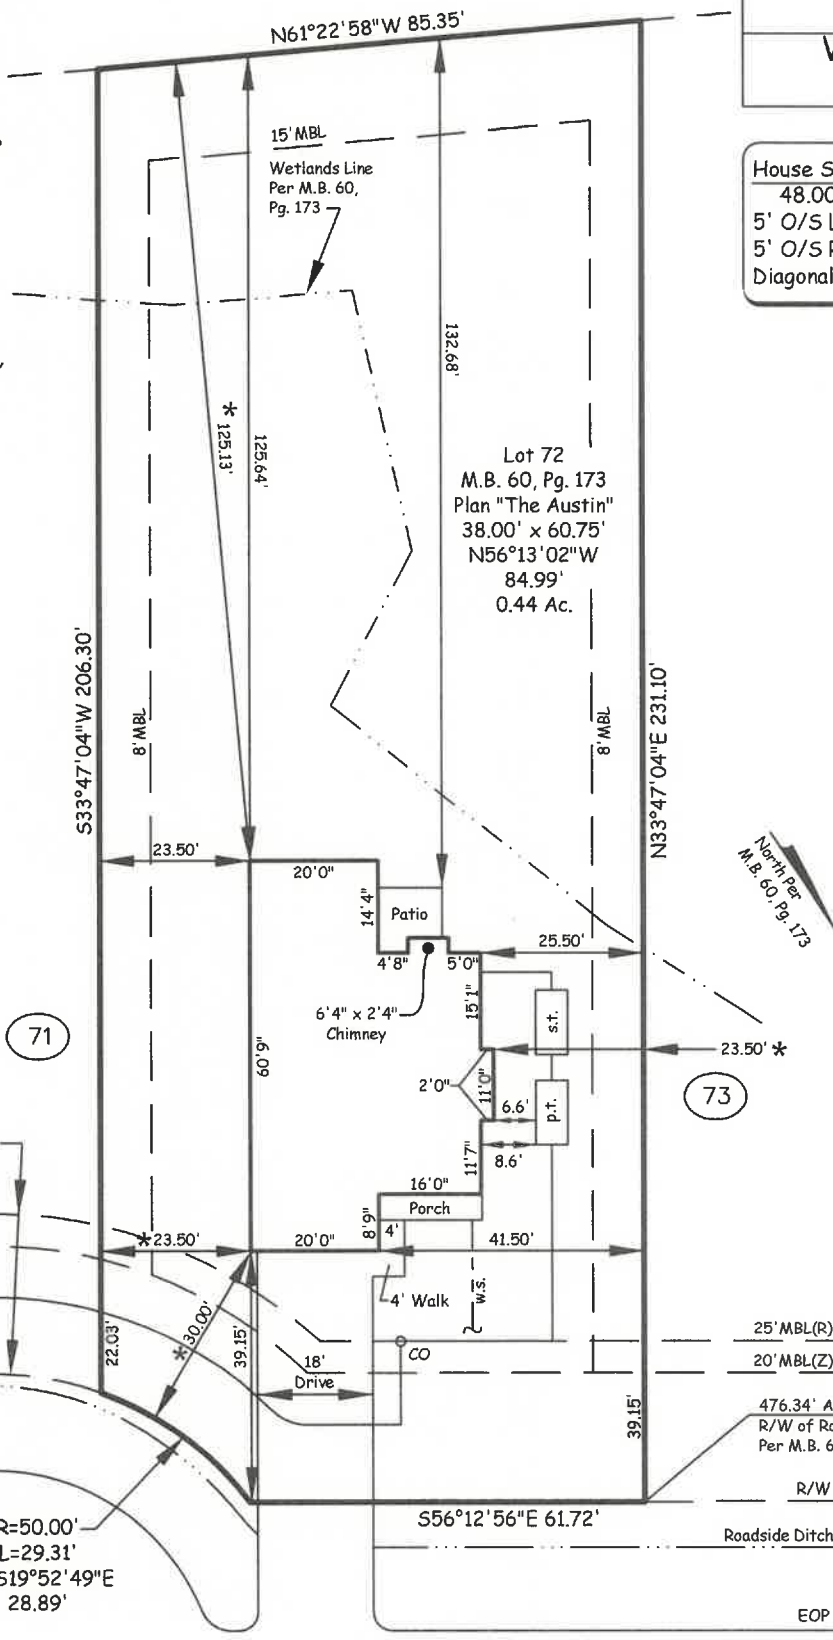 N61°22'58"W 85.35'
15' MBL
Wetlands Line
Per M.B. 60,
Pg. 173
House S
48.00
5' O/S L
5' O/S R
Diagonal
132.68'
* 125.13'
125.64'
Lot 72
M.B. 60, Pg. 173
Plan "The Austin"
38.00' x 60.75'
N56°13'02"W
84.99'
0.44 Ac.
S33°47'04"W 206.30'
8' MBL
8' MBL
N33°47'04"E 231.10'
North Per
M.B. 60, Pg. 173
23.50'
20'0"
14'4"
Patio
4'8"
5'0"
25.50'
6'4" x 2'4"
Chimney
15'1"
s.t.
71
60'9"
23.50' *
2'0"
11'0"
6.6'
p.t.
73
11'7"
8.6'
16'0"
Porch
8'9"
4'
*23.50'
20'0"
41.50'
4' Walk
w.s.
22.03'
* 30.00'
39.15'
18'
Drive
CO
25' MBL(R)
20' MBL(Z)
39.15'
476.34' A
R/W of Ro
Per M.B. 6
R/W
S56°12'56"E 61.72'
R=50.00'
L=29.31'
S19°52'49"E
28.89'
Roadside Ditch
EOP